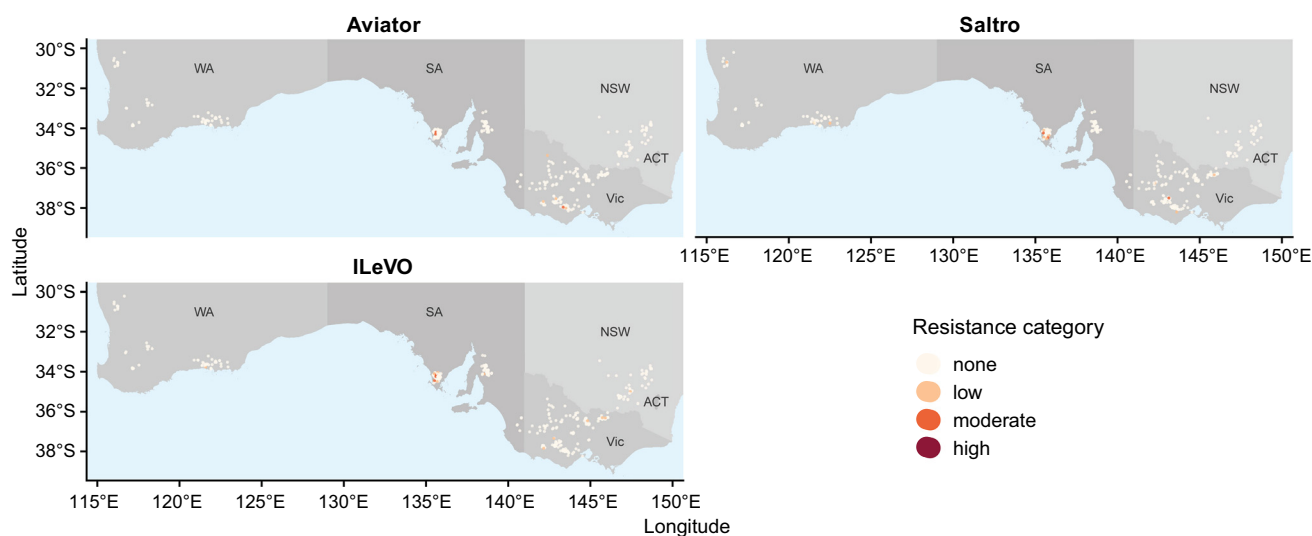 Aviator
30°S
32°S
34°S
36°S
38°S
WA
SA
NSW
ACT
Vic
Saltro
WA
SA
NSW
ACT
Vic
115°E 120°E 125°E 130°E 135°E 140°E 145°E 150°E
Latitude
ILeVO
30°S
32°S
34°S
36°S
38°S
WA
SA
NSW
ACT
Vic
115°E 120°E 125°E 130°E 135°E 140°E 145°E 150°E
Longitude
Resistance category
none
low
moderate
high